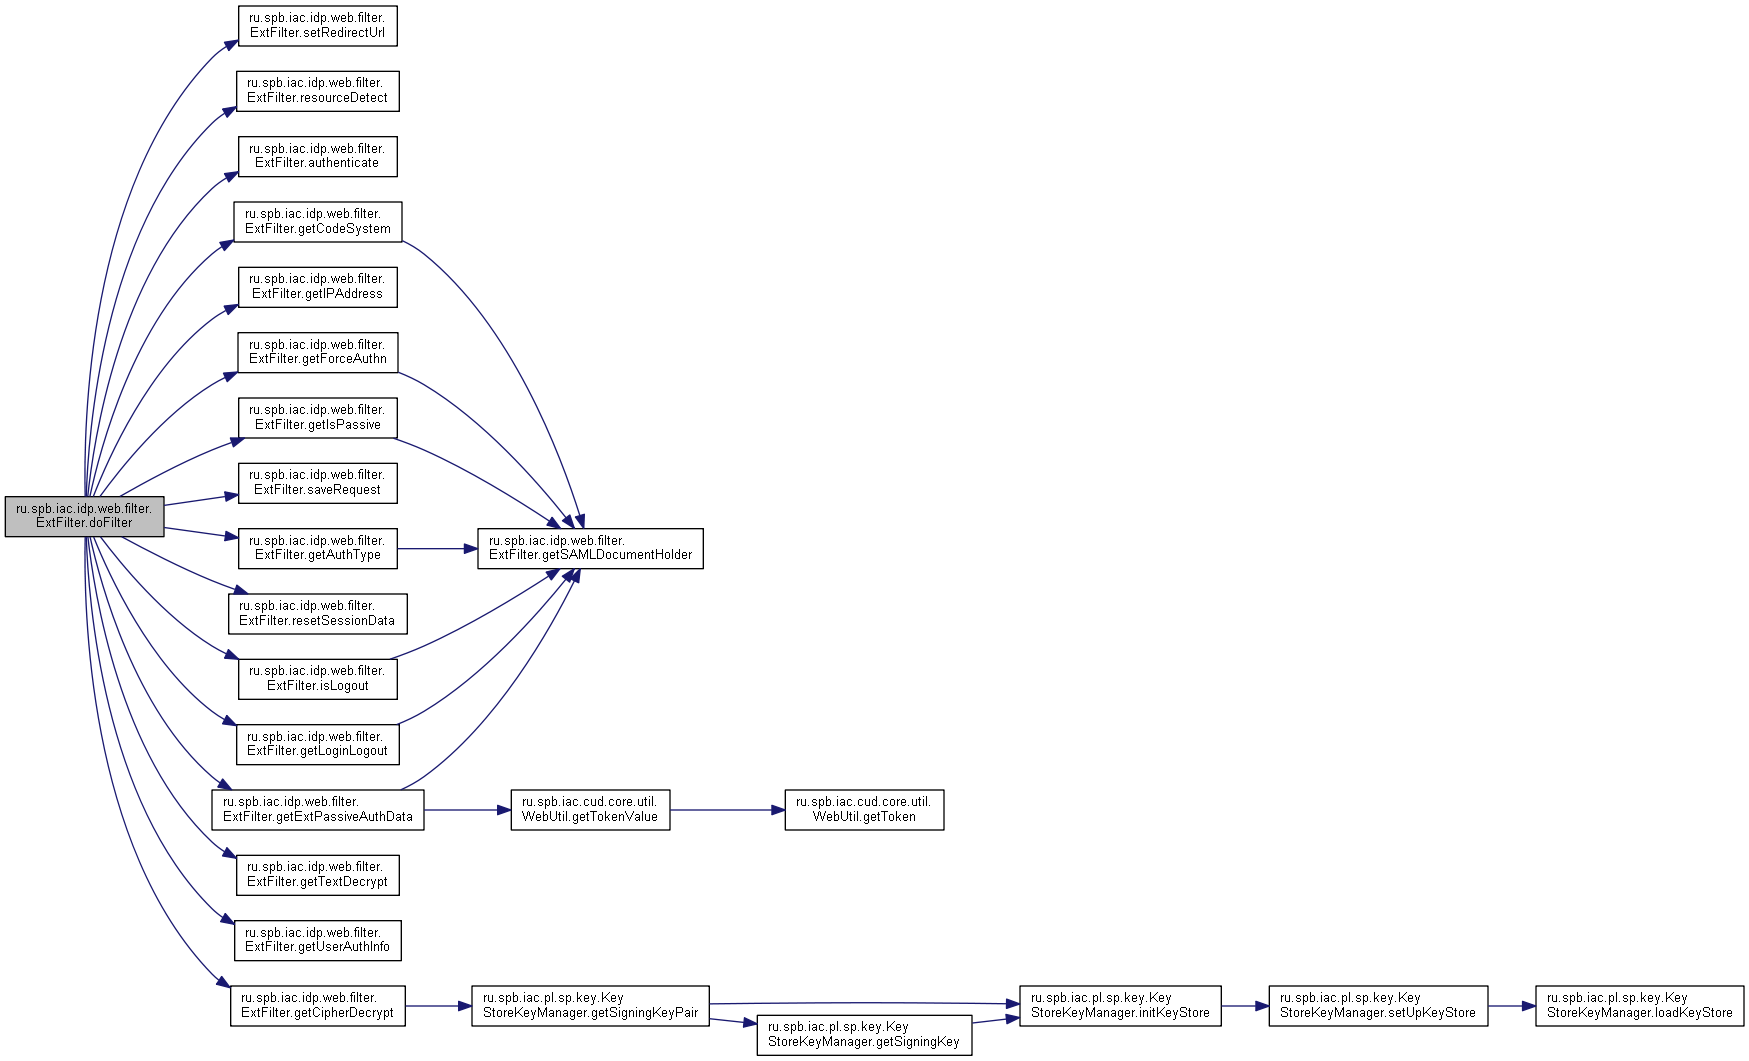 ru.spb.iac.idp.web.filter.
ExtFilter.setRedirectUrl
ru.spb.iac.idp.web.filter.
ExtFilter.resourceDetect
ru.spb.iac.idp.web.filter.
ExtFilter.authenticate
ru.spb.iac.idp.web.filter.
ExtFilter.getCodeSystem
ru.spb.iac.idp.web.filter.
ExtFilter.getIPAddress
ru.spb.iac.idp.web.filter.
ExtFilter.getForceAuthn
ru.spb.iac.idp.web.filter.
ExtFilter.getIsPassive
ru.spb.iac.idp.web.filter.
ExtFilter.saveRequest
ru.spb.iac.idp.web.filter.
ExtFilter.doFilter
ru.spb.iac.idp.web.filter.
ExtFilter.getAuthType
ru.spb.iac.idp.web.filter.
ExtFilter.getSAMLDocumentHolder
ru.spb.iac.idp.web.filter.
ExtFilter.resetSessionData
ru.spb.iac.idp.web.filter.
ExtFilter.isLogout
ru.spb.iac.idp.web.filter.
ExtFilter.getLoginLogout
ru.spb.iac.idp.web.filter.
ExtFilter.getExtPassiveAuthData
ru.spb.iac.cud.core.util.
WebUtil.getTokenValue
ru.spb.iac.cud.core.util.
WebUtil.getToken
ru.spb.iac.idp.web.filter.
ExtFilter.getTextDecrypt
ru.spb.iac.idp.web.filter.
ExtFilter.getUserAuthInfo
ru.spb.iac.idp.web.filter.
ExtFilter.getCipherDecrypt
ru.spb.iac.pl.sp.key.Key
StoreKeyManager.getSigningKeyPair
ru.spb.iac.pl.sp.key.Key
StoreKeyManager.getSigningKey
ru.spb.iac.pl.sp.key.Key
StoreKeyManager.initKeyStore
ru.spb.iac.pl.sp.key.Key
StoreKeyManager.setUpKeyStore
ru.spb.iac.pl.sp.key.Key
StoreKeyManager.loadKeyStore